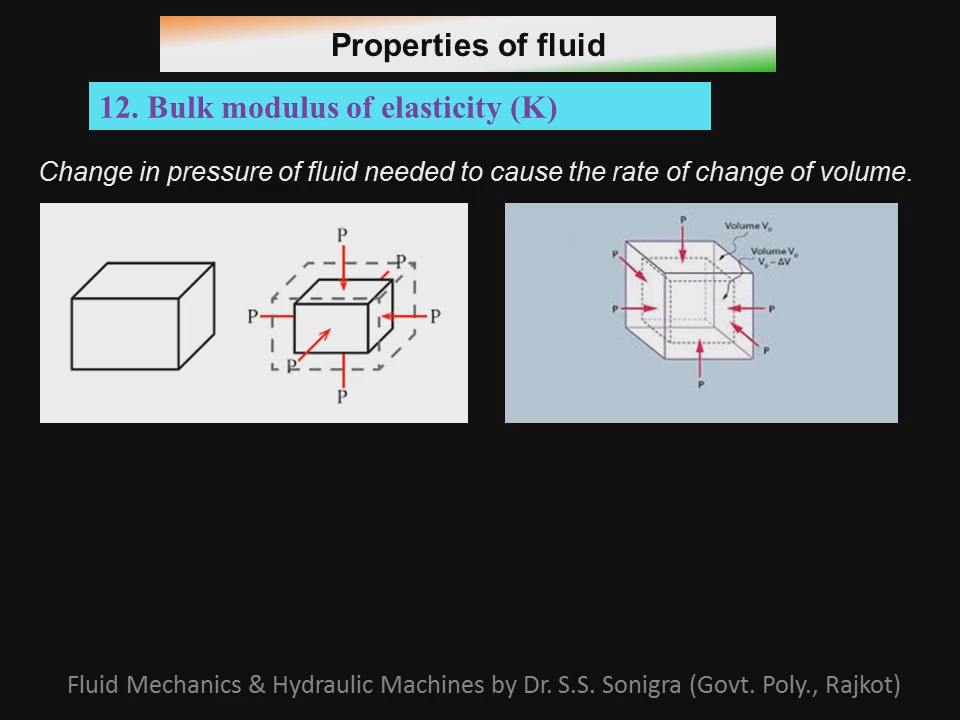 Properties of fluid
12. Bulk modulus of elasticity (K)
Change in pressure of fluid needed to cause the rate of change of volume.
P
P
P
P
P
P
P
Volume V₀
Volume V₀
V₀ – ΔV
P
P
P
P
P
Fluid Mechanics & Hydraulic Machines by Dr. S.S. Sonigra (Govt. Poly., Rajkot)